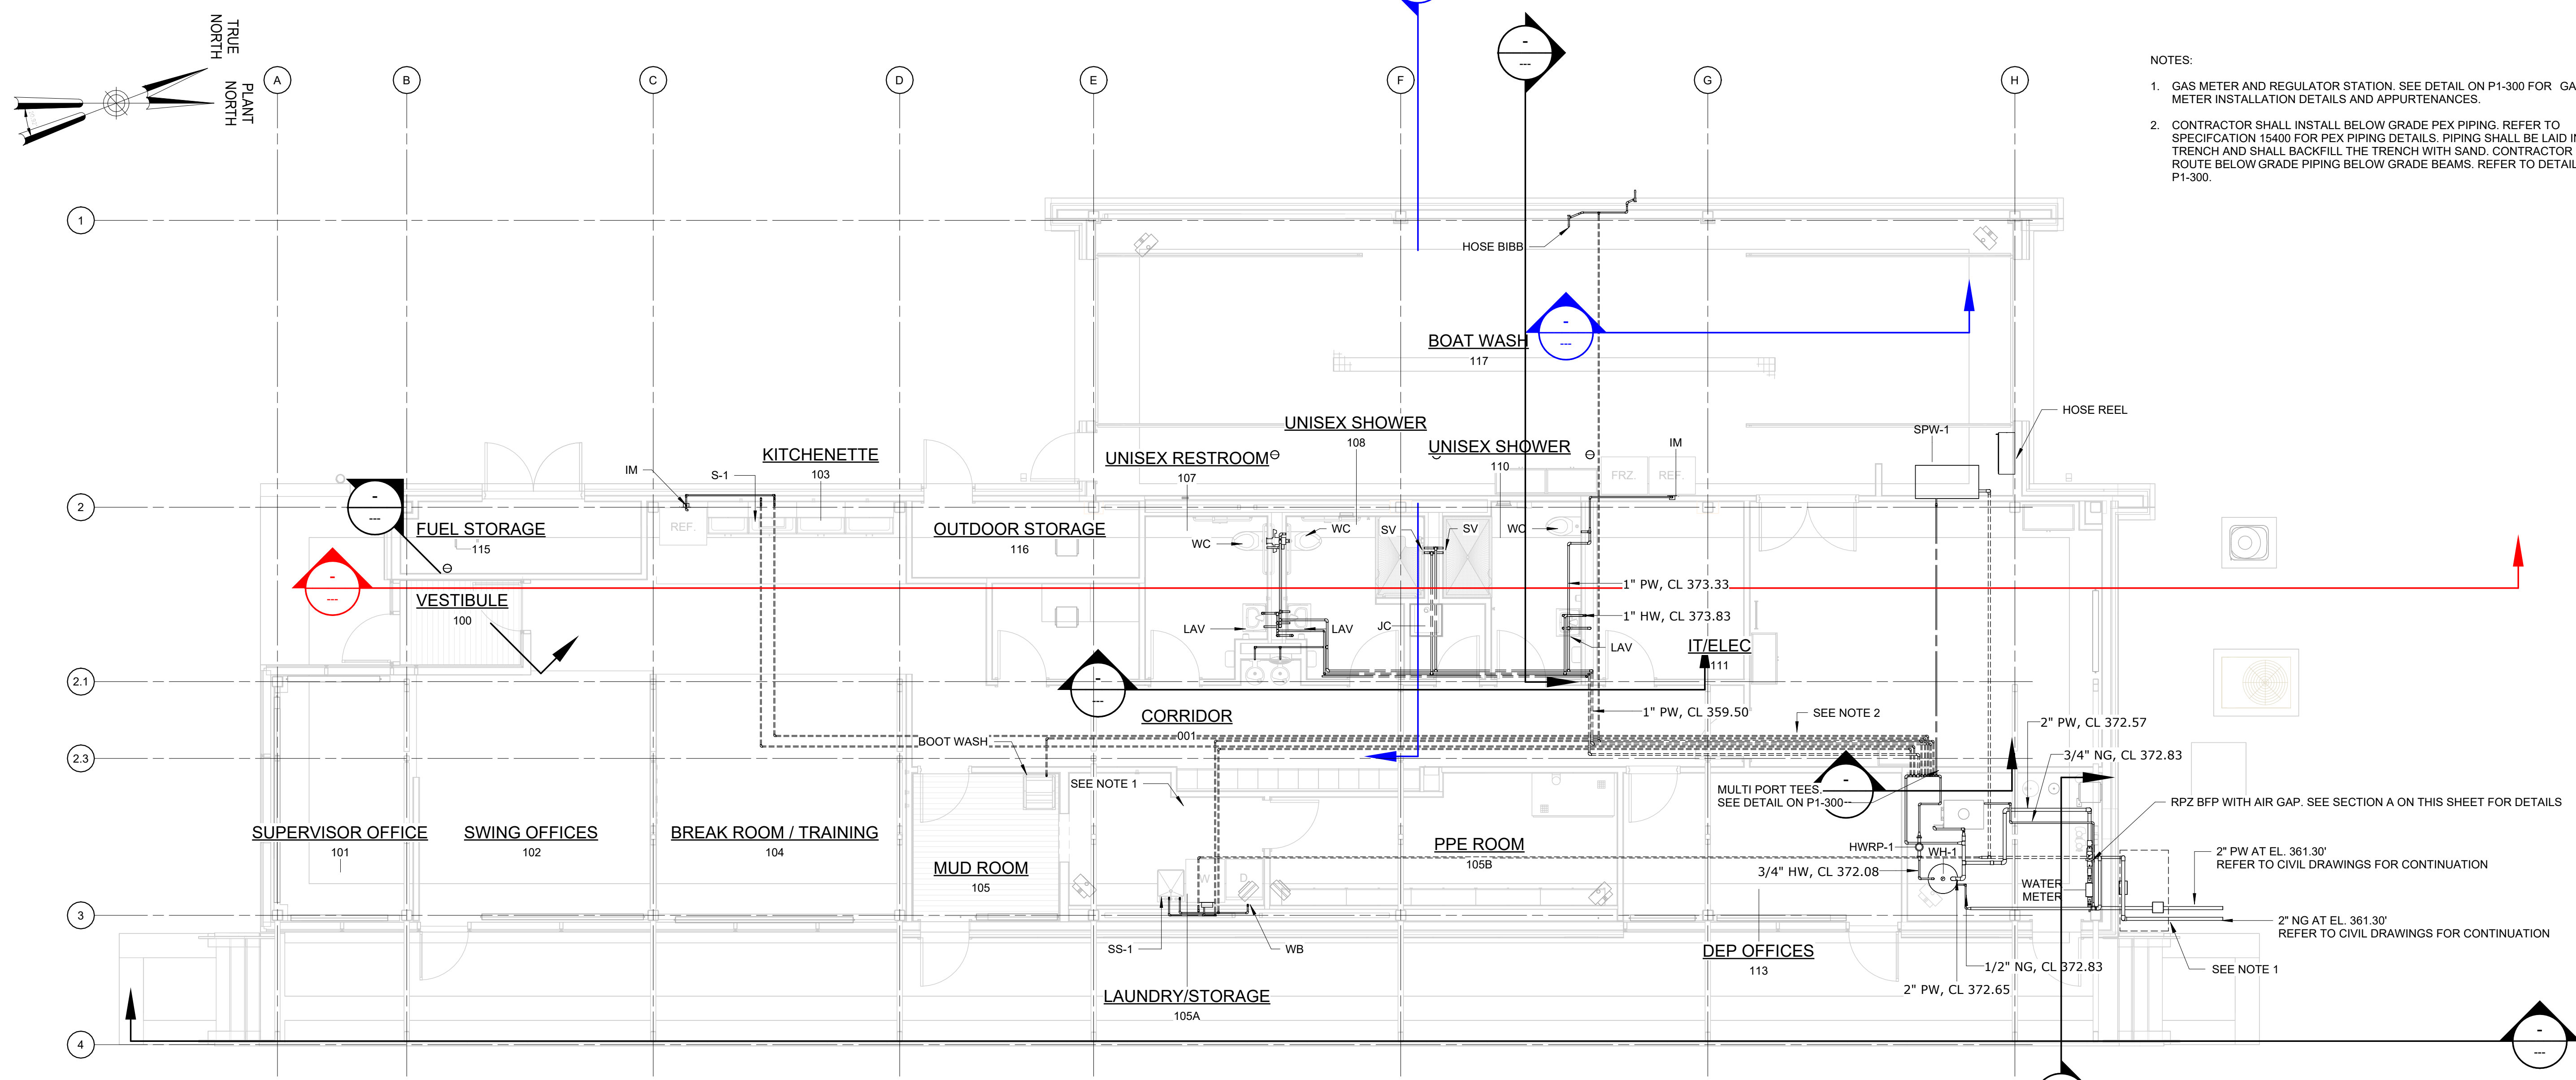 TRUE
NORTH
PLANT
NORTH
A
B
C
D
E
F
G
H
-
---
NOTES:
1. GAS METER AND REGULATOR STATION. SEE DETAIL ON P1-300 FOR GA
METER INSTALLATION DETAILS AND APPURTENANCES.
2. CONTRACTOR SHALL INSTALL BELOW GRADE PEX PIPING. REFER TO
SPECIFCATION 15400 FOR PEX PIPING DETAILS. PIPING SHALL BE LAID I
TRENCH AND SHALL BACKFILL THE TRENCH WITH SAND. CONTRACTOR
ROUTE BELOW GRADE PIPING BELOW GRADE BEAMS. REFER TO DETAIL
P1-300.
1
HOSE BIBB
-
---
BOAT WASH
117
HOSE REEL
UNISEX SHOWER
108
SPW-1
UNISEX SHOWER
110
IM
KITCHENETTE
103
UNISEX RESTROOM
107
IM
S-1
FRZ.
REF.
2
-
---
FUEL STORAGE
115
REF.
OUTDOOR STORAGE
116
WC
WC
SV
SV
WC
-
---
1" PW, CL 373.33
VESTIBULE
100
1" HW, CL 373.83
LAV
LAV
JC
LAV
IT/ELEC
111
2.1
-
---
CORRIDOR
001
1" PW, CL 359.50
SEE NOTE 2
2" PW, CL 372.57
BOOT WASH
2.3
3/4" NG, CL 372.83
SEE NOTE 1
MULTI PORT TEES.
SEE DETAIL ON P1-300
-
---
RPZ BFP WITH AIR GAP. SEE SECTION A ON THIS SHEET FOR DETAILS
SUPERVISOR OFFICE
101
SWING OFFICES
102
BREAK ROOM / TRAINING
104
MUD ROOM
105
PPE ROOM
105B
HWRP-1
WH-1
3/4" HW, CL 372.08
W
D
WATER
METER
2" PW AT EL. 361.30'
REFER TO CIVIL DRAWINGS FOR CONTINUATION
3
2" NG AT EL. 361.30'
REFER TO CIVIL DRAWINGS FOR CONTINUATION
SS-1
WB
DEP OFFICES
113
1/2" NG, CL 372.83
SEE NOTE 1
2" PW, CL 372.65
LAUNDRY/STORAGE
105A
4
-
---